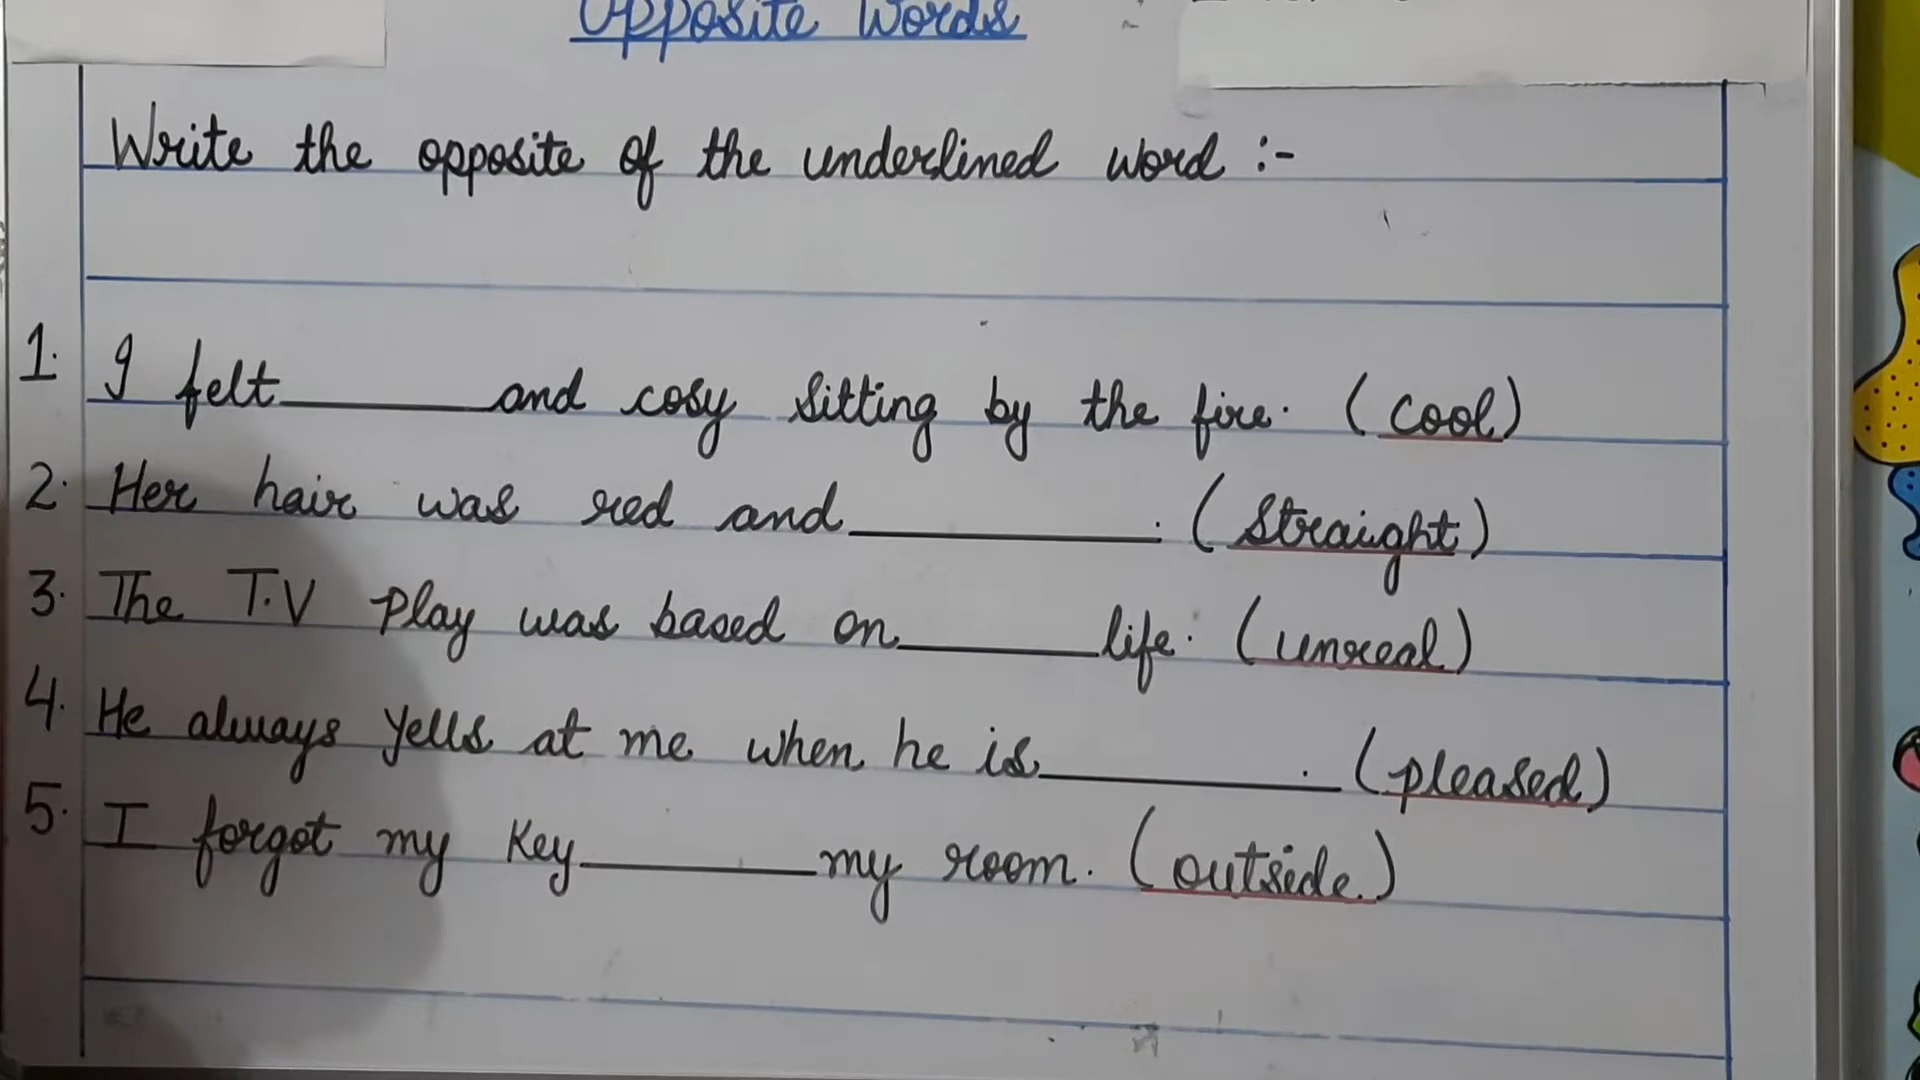 Opposite Words
Write the opposite of the underlined word :-
1. I felt ______ and cosy sitting by the fire. (cool)
2. Her hair was red and ______. (straight)
3. The T.V play was based on ______ life. (unreal)
4. He always yells at me when he is ______. (pleased)
5. I forgot my key ______ my room. (outside)